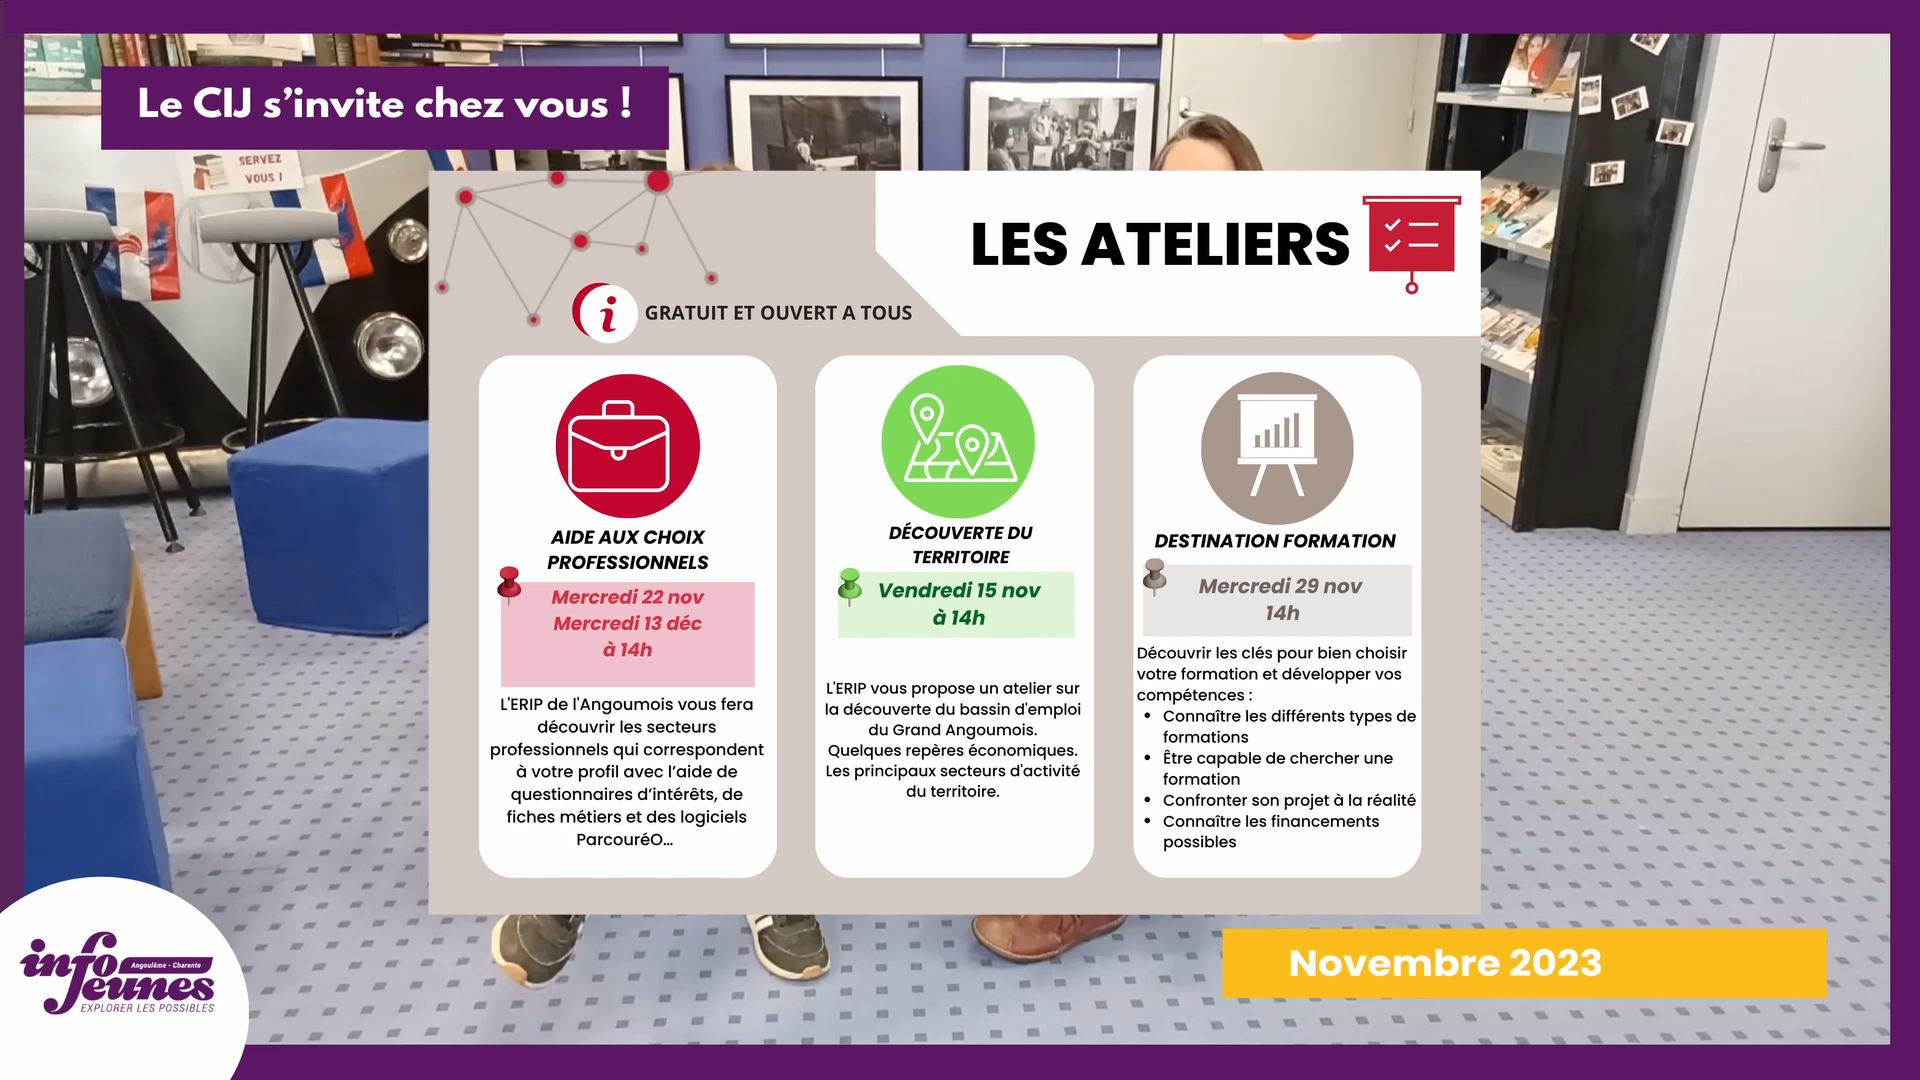 Le CIJ s’invite chez vous !
SERVEZ
VOUS !
LES ATELIERS
i GRATUIT ET OUVERT A TOUS
AIDE AUX CHOIX
PROFESSIONNELS
Mercredi 22 nov
Mercredi 13 déc
à 14h
L'ERIP de l'Angoumois vous fera
découvrir les secteurs
professionnels qui correspondent
à votre profil avec l’aide de
questionnaires d’intérêts, de
fiches métiers et des logiciels
ParcouréO...
DÉCOUVERTE DU
TERRITOIRE
Vendredi 15 nov
à 14h
L'ERIP vous propose un atelier sur
la découverte du bassin d'emploi
du Grand Angoumois.
Quelques repères économiques.
Les principaux secteurs d'activité
du territoire.
DESTINATION FORMATION
Mercredi 29 nov
14h
Découvrir les clés pour bien choisir
votre formation et développer vos
compétences :
• Connaître les différents types de
formations
• Être capable de chercher une
formation
• Confronter son projet à la réalité
• Connaître les financements
possibles
Novembre 2023
info
Angoulême - Charente
Jeunes
EXPLORER LES POSSIBLES